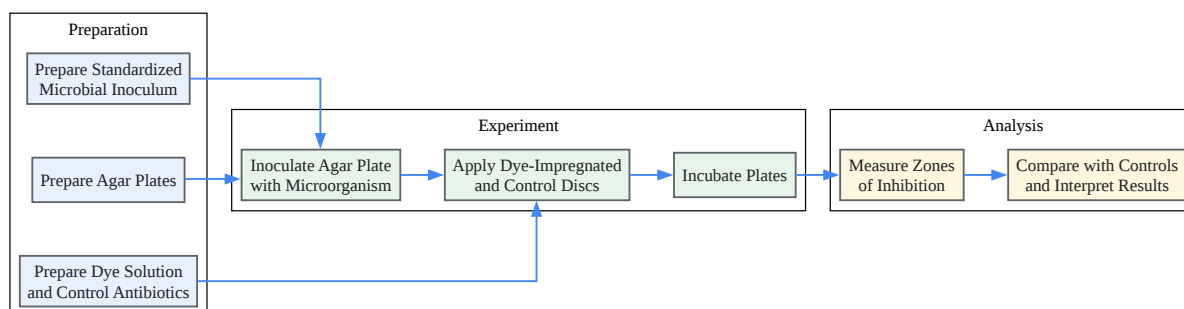 Preparation
Prepare Standardized
Microbial Inoculum
Prepare Agar Plates
Prepare Dye Solution
and Control Antibiotics
Experiment
Inoculate Agar Plate
with Microorganism
Apply Dye-Impregnated
and Control Discs
Incubate Plates
Analysis
Measure Zones
of Inhibition
Compare with Controls
and Interpret Results